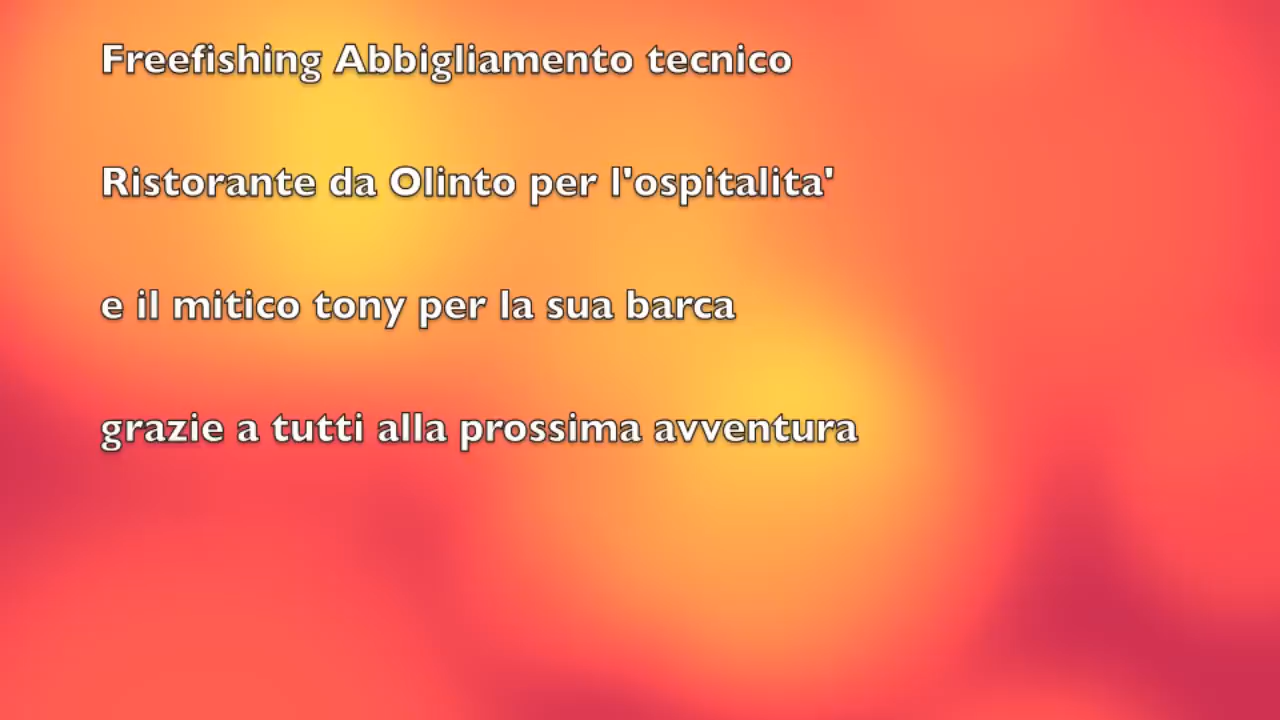 Freefishing Abbigliamento tecnico
Ristorante da Olinto per l'ospitalita'
e il mitico tony per la sua barca
grazie a tutti alla prossima avventura